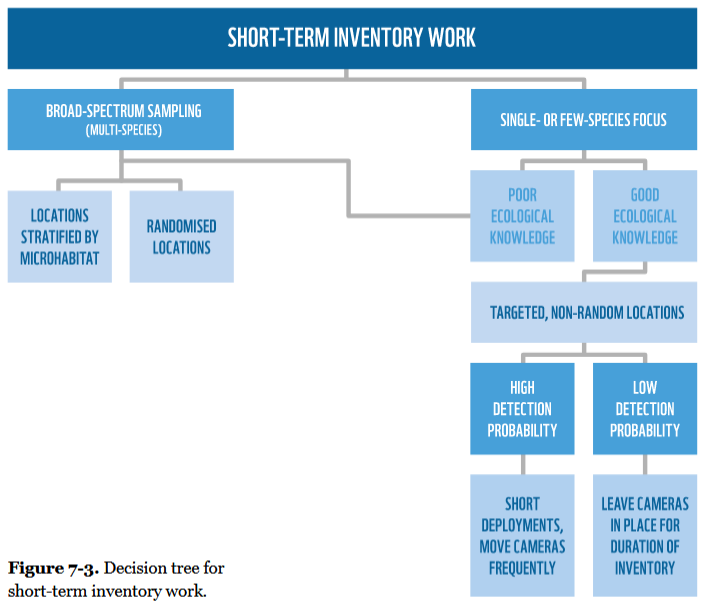 SHORT-TERM INVENTORY WORK
BROAD-SPECTRUM SAMPLING
(MULTI-SPECIES)
SINGLE- OR FEW-SPECIES FOCUS
LOCATIONS
STRATIFIED BY
MICROHABITAT
RANDOMISED
LOCATIONS
POOR
ECOLOGICAL
KNOWLEDGE
GOOD
ECOLOGICAL
KNOWLEDGE
TARGETED, NON-RANDOM LOCATIONS
HIGH
DETECTION
PROBABILITY
LOW
DETECTION
PROBABILITY
SHORT
DEPLOYMENTS,
MOVE CAMERAS
FREQUENTLY
LEAVE CAMERAS
IN PLACE FOR
DURATION OF
INVENTORY
Figure 7-3. Decision tree for
short-term inventory work.